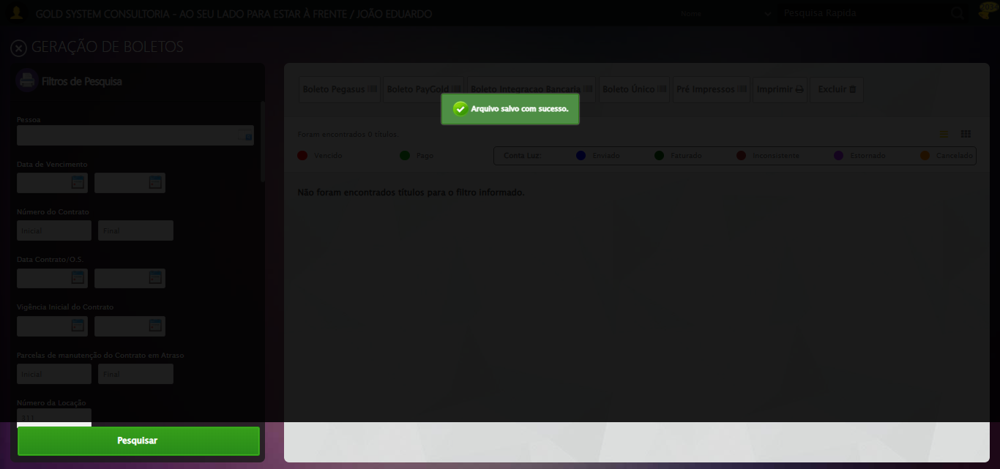 GOLD SYSTEM CONSULTORIA - AO SEU LADO PARA ESTAR À FRENTE / JOÃO EDUARDO
Nome
Pesquisa Rapida
GERAÇÃO DE BOLETOS
Filtros de Pesquisa
Pessoa
Data de Vencimento
Número do Contrato
Inicial Final
Data Contrato/O.S.
Vigência Inicial do Contrato
Parcelas de manutenção do Contrato em Atraso
Inicial Final
Número da Locação
311
Pesquisar
Boleto Pegasus Boleto PayGold Boleto Integracao Bancaria Boleto Único Pré Impressos Imprimir Excluir
Arquivo salvo com sucesso.
Foram encontrados 0 títulos.
Vencido Pago Conta Luz: Enviado Faturado Inconsistente Estornado Cancelado
Não foram encontrados títulos para o filtro informado.